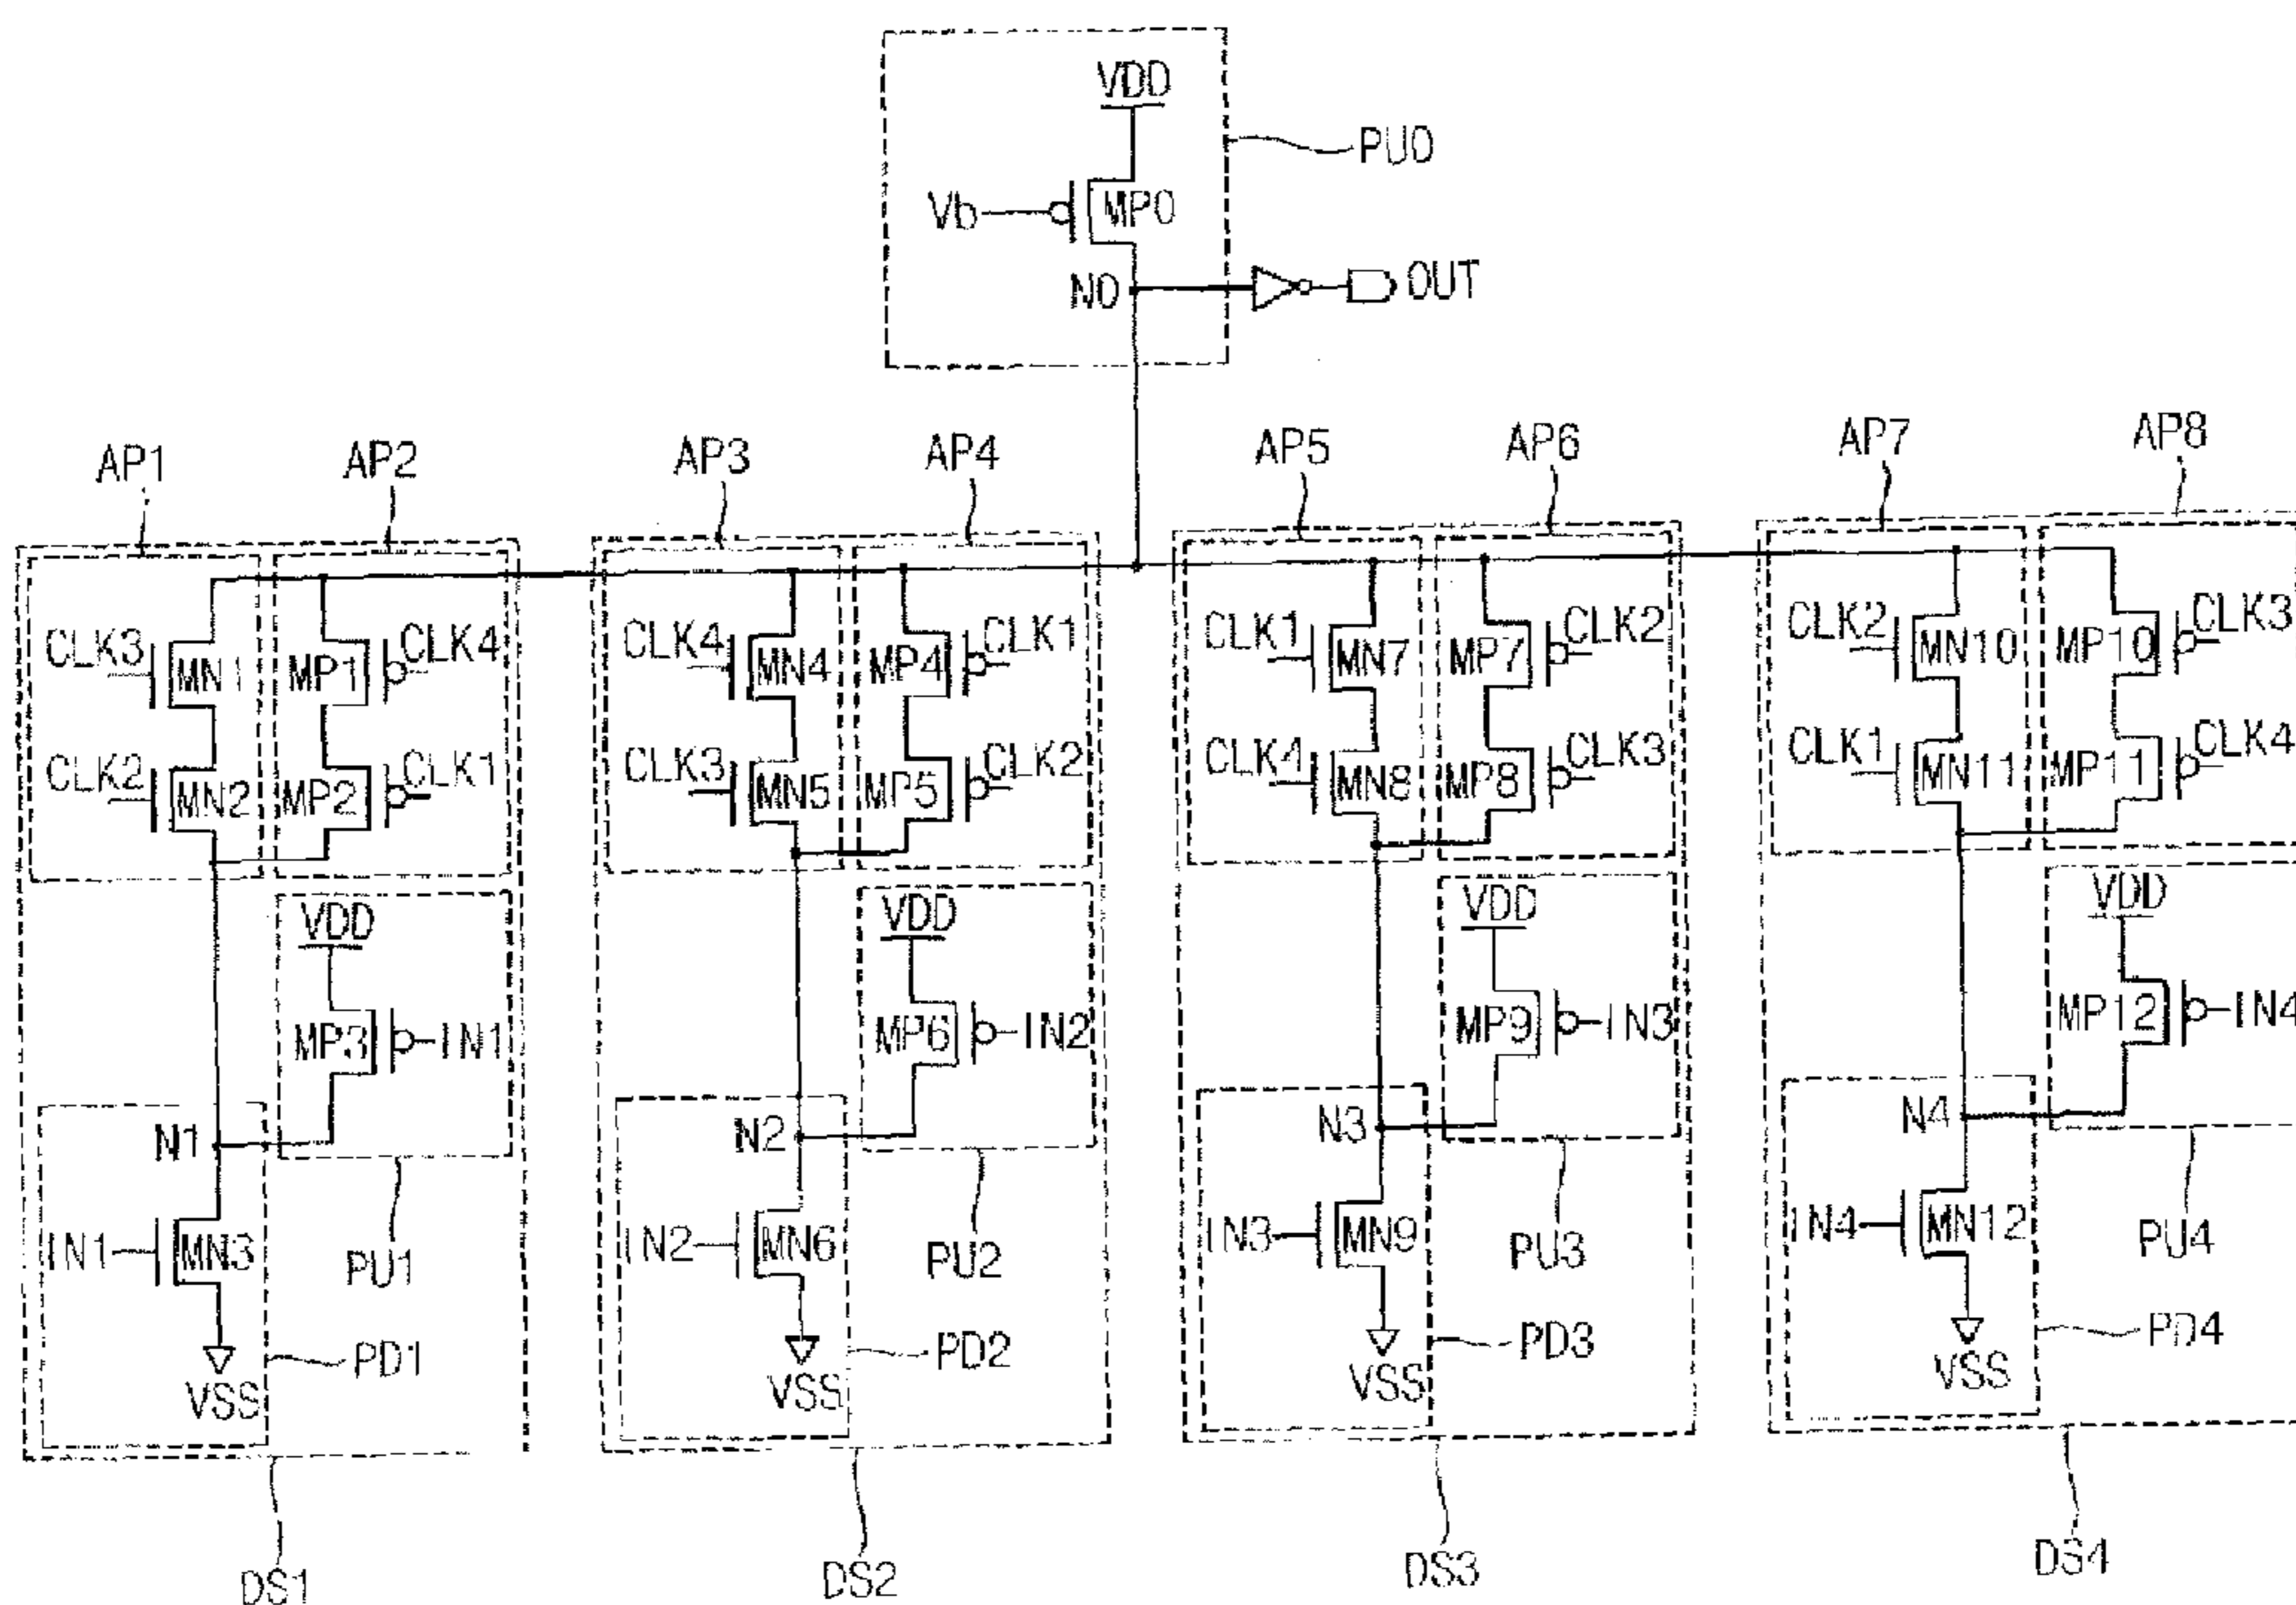 VDD
PU0
Vb
MP0
N0
OUT
AP1
AP2
AP3
AP4
AP5
AP6
AP7
AP8
CLK3
MN1
MP1
CLK4
CLK4
MN4
MP4
CLK1
CLK1
MN7
MP7
CLK2
CLK2
MN10
MP10
CLK3
CLK2
MN2
MP2
CLK1
CLK3
MN5
MP5
CLK2
CLK4
MN8
MP8
CLK3
CLK1
MN11
MP11
CLK4
VDD
VDD
VDD
VDD
MP3
IN1
MP6
IN2
MP9
IN3
MP12
IN4
N1
N2
N3
N4
IN1
MN3
PU1
IN2
MN6
PU2
IN3
MN9
PU3
IN4
MN12
PU4
VSS
PD1
VSS
PD2
VSS
PD3
VSS
PD4
DS1
DS2
DS3
DS4